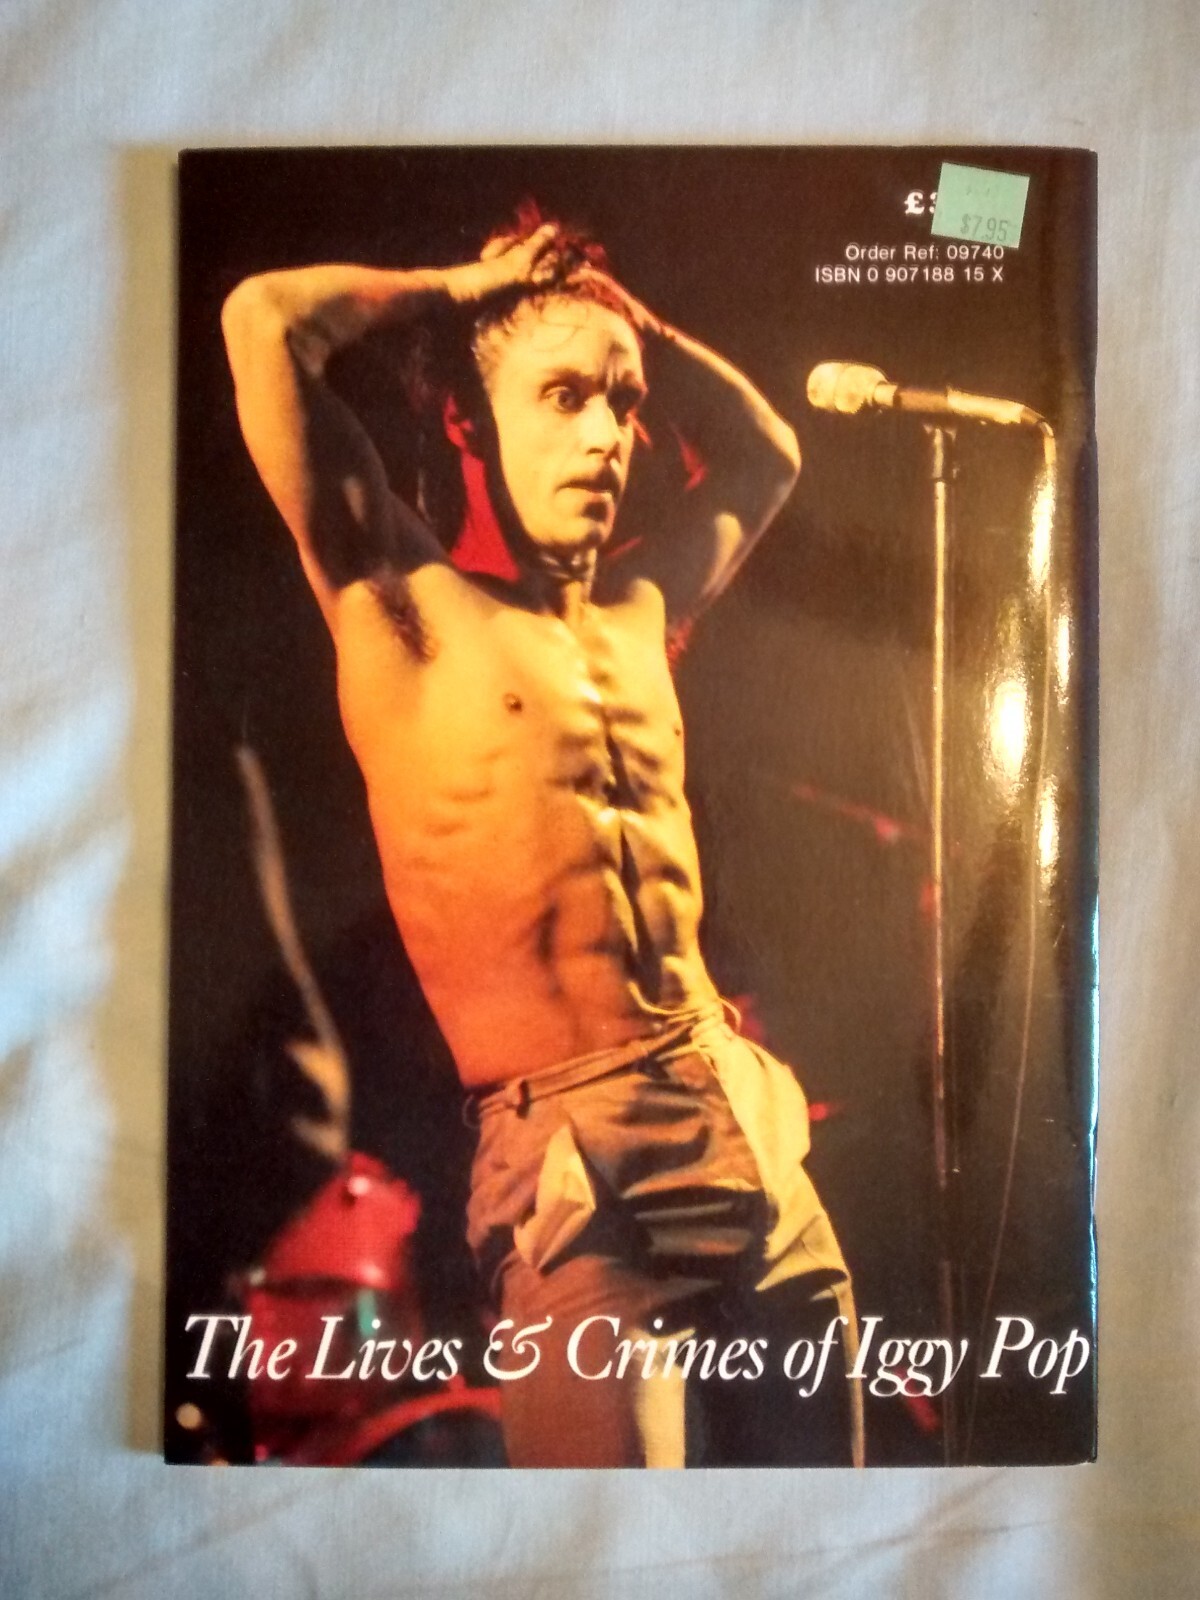 £3
$7.95
Order Ref: 09740
ISBN 0 907188 15 X
The Lives & Crimes of Iggy Pop